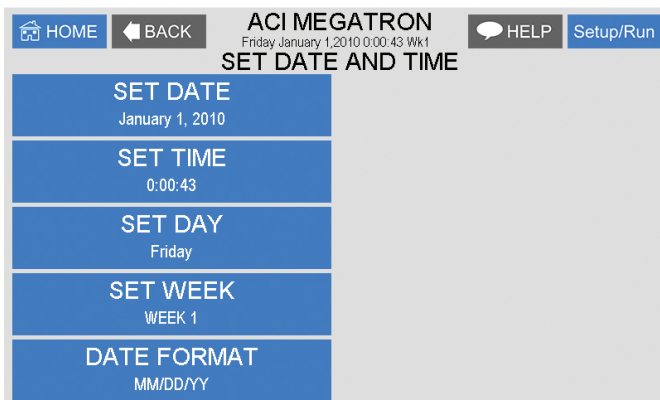 HOME
BACK
ACI MEGATRON
Friday January 1,2010 0:00:43 Wk1
HELP
Setup/Run
SET DATE AND TIME
SET DATE
January 1, 2010
SET TIME
0:00:43
SET DAY
Friday
SET WEEK
WEEK 1
DATE FORMAT
MM/DD/YY